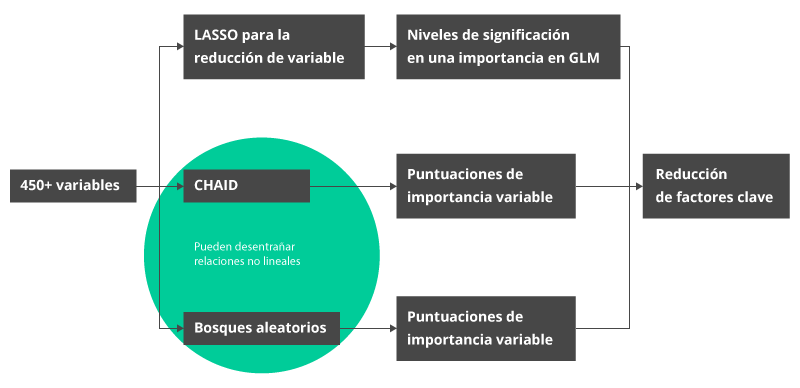 LASSO para la
reducción de variable
Niveles de significación
en una importancia en GLM
450+ variables
CHAID
Puntuaciones de
importancia variable
Reducción
de factores clave
Pueden desentrañar
relaciones no lineales
Bosques aleatorios
Puntuaciones de
importancia variable